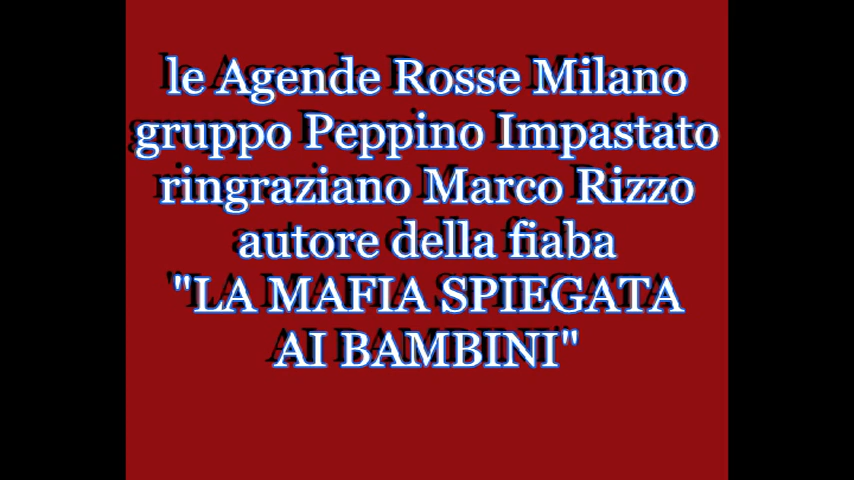 le Agende Rosse Milano
gruppo Peppino Impastato
ringraziano Marco Rizzo
autore della fiaba
"LA MAFIA SPIEGATA
AI BAMBINI"